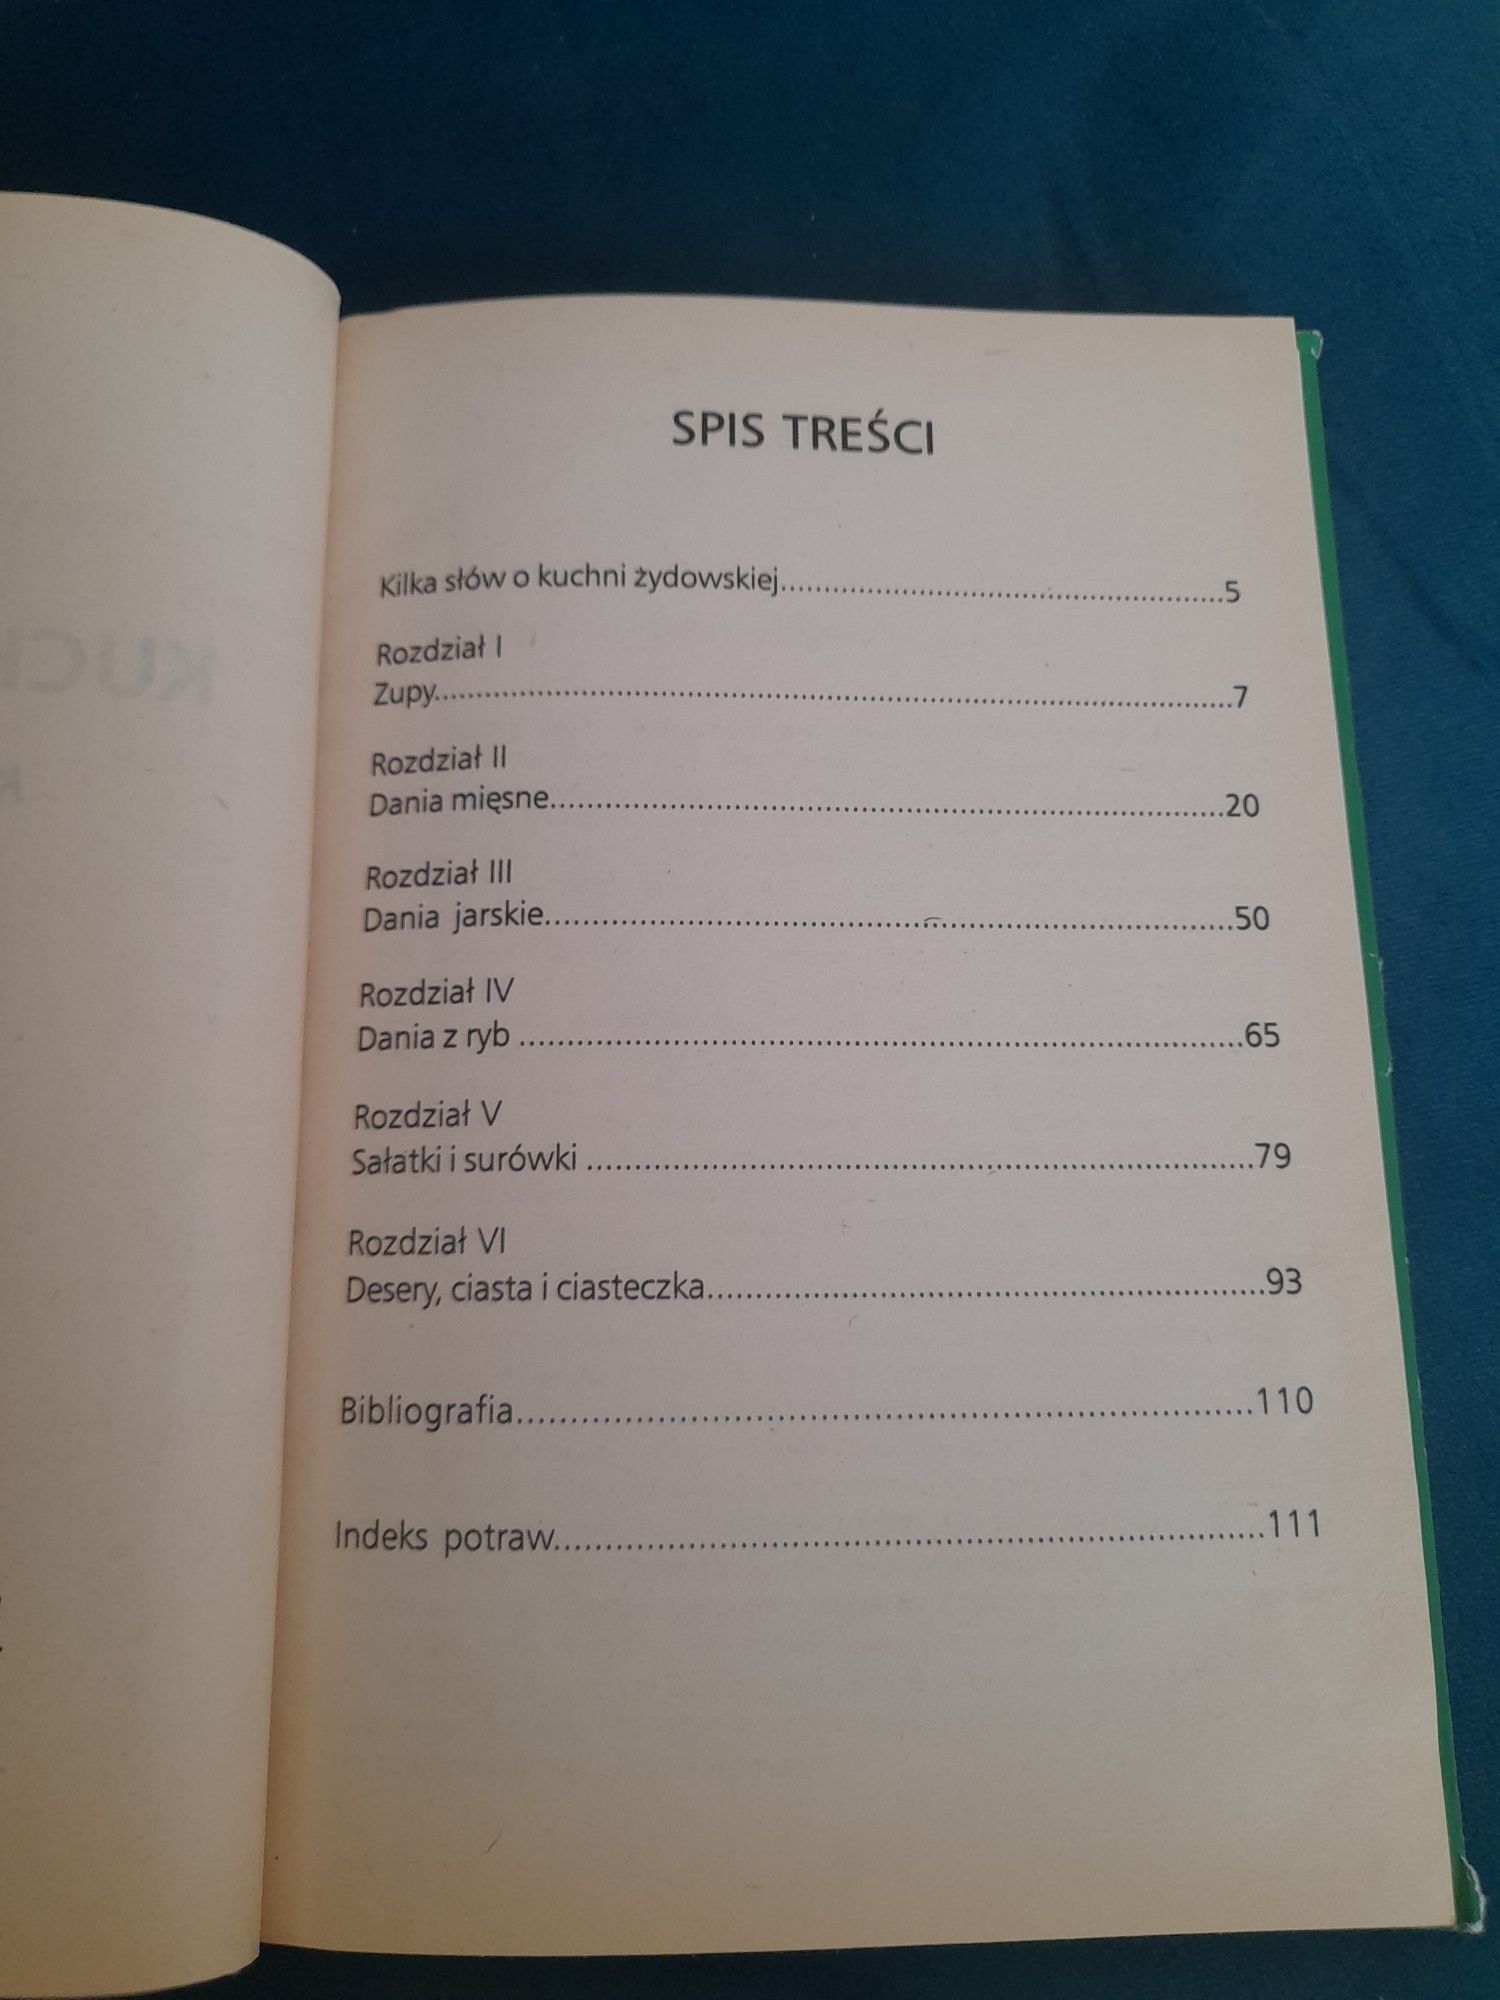 SPIS TREŚCI
Kilka słów o kuchni żydowskiej..................................................5
Rozdział I
Zupy..................................................7
Rozdział II
Dania mięsne..................................................20
Rozdział III
Dania jarskie..................................................50
Rozdział IV
Dania z ryb ..................................................65
Rozdział V
Sałatki i surówki ..................................................79
Rozdział VI
Desery, ciasta i ciasteczka..................................................93
Bibliografia..................................................110
Indeks potraw..................................................111